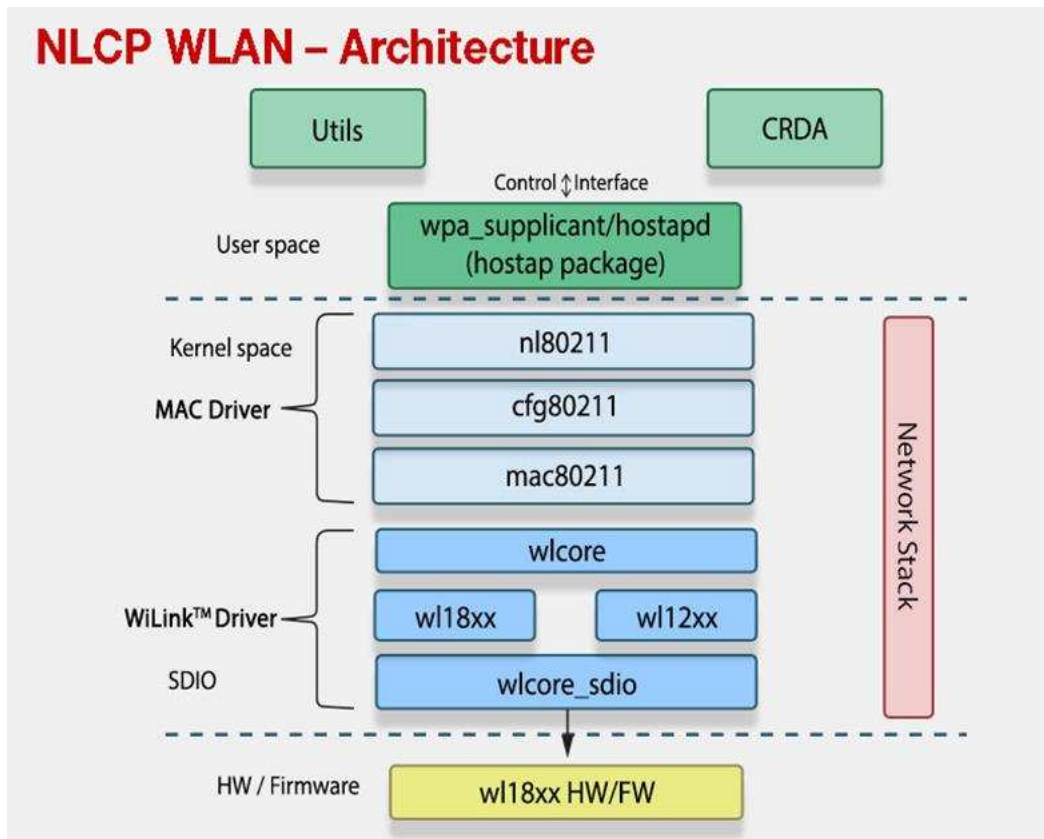 NLCP WLAN – Architecture
Utils
CRDA
Control Interface
wpa_supplicant/hostapd
(hostap package)
User space
Kernel space
nl80211
MAC Driver
cfg80211
mac80211
Network Stack
wlcore
WiLink™ Driver
wl18xx
wl12xx
SDIO
wlcore_sdio
HW / Firmware
wl18xx HW/FW